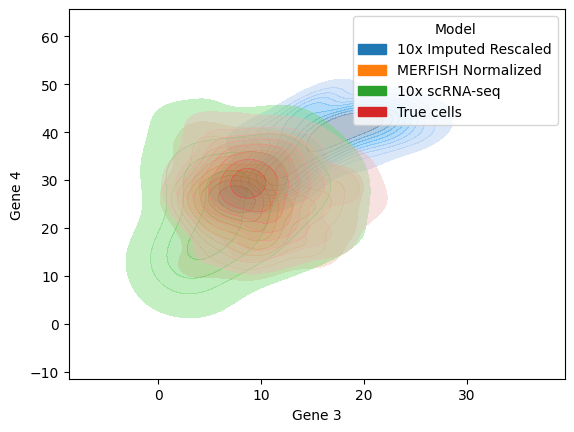 Model
10x Imputed Rescaled
MERFISH Normalized
10x scRNA-seq
True cells
60
50
40
30
20
10
0
−10
Gene 4
0 10 20 30
Gene 3